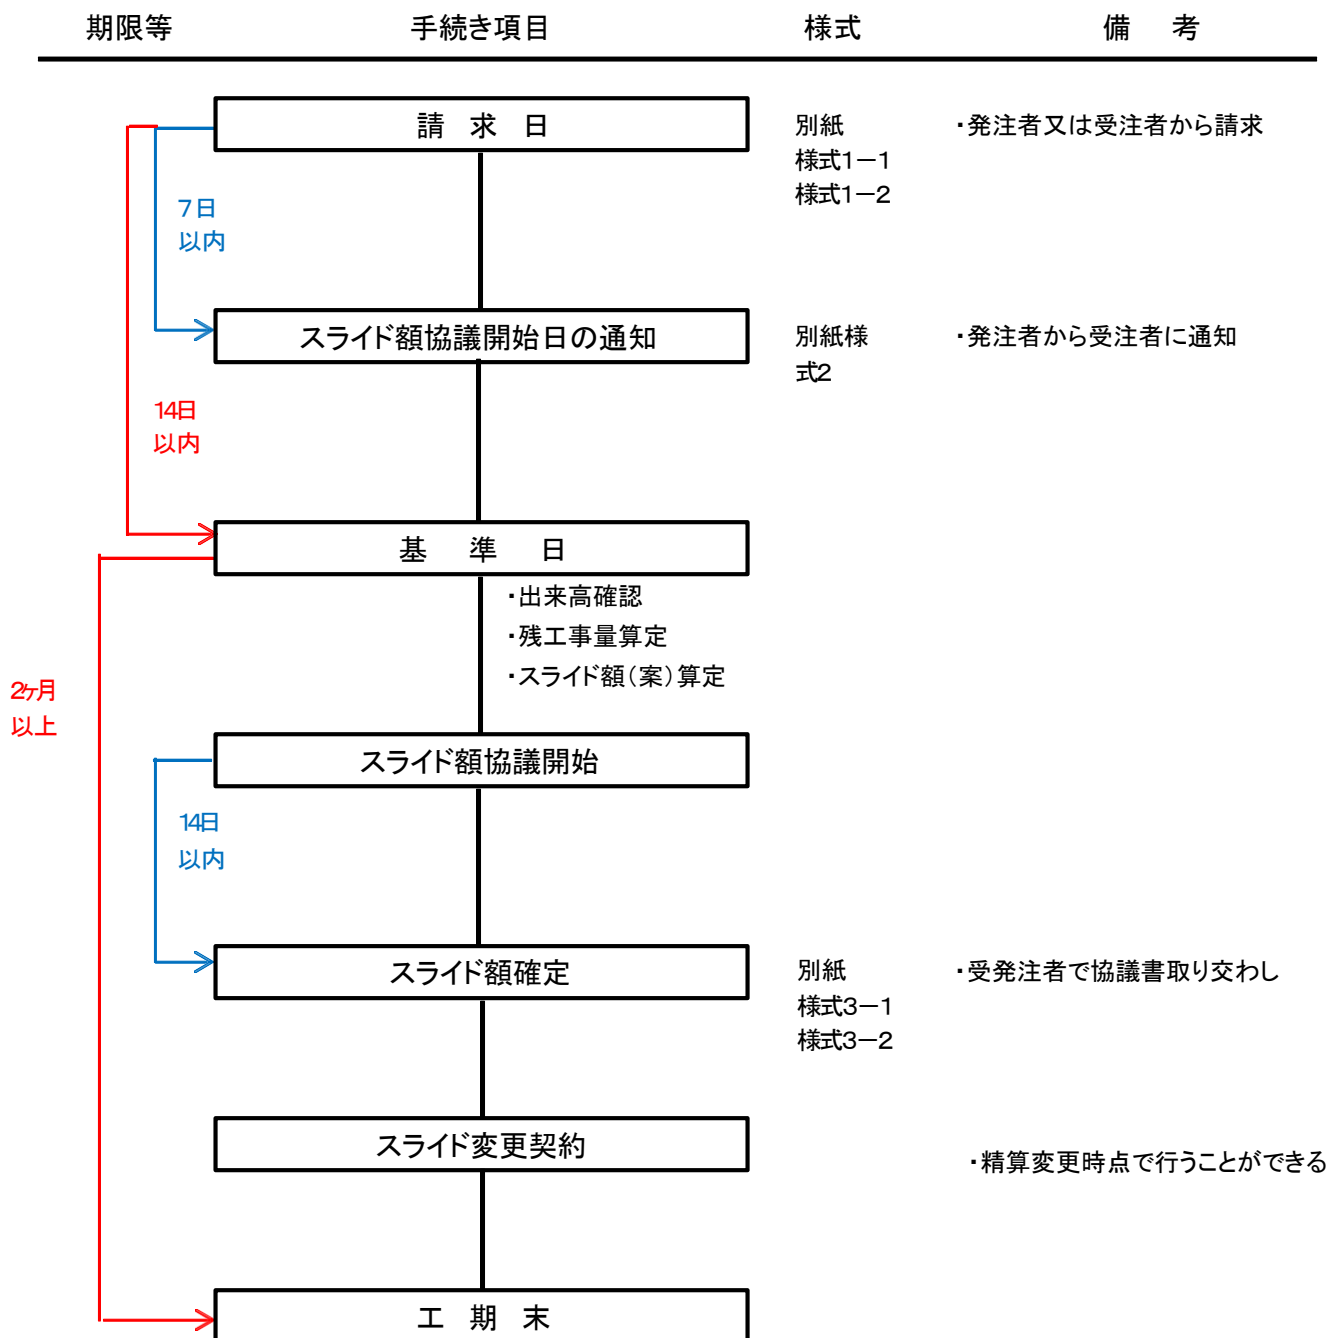 期限等 手続き項目 様式 備 考
請 求 日
別紙
様式1－1
様式1－2
・発注者又は受注者から請求
7日
以内
スライド額協議開始日の通知
別紙様
式2
・発注者から受注者に通知
14日
以内
基 準 日
・出来高確認
・残工事量算定
・スライド額（案）算定
2ヶ月
以上
スライド額協議開始
14日
以内
スライド額確定
別紙
様式3－1
様式3－2
・受発注者で協議書取り交わし
スライド変更契約
・精算変更時点で行うことができる
工 期 末